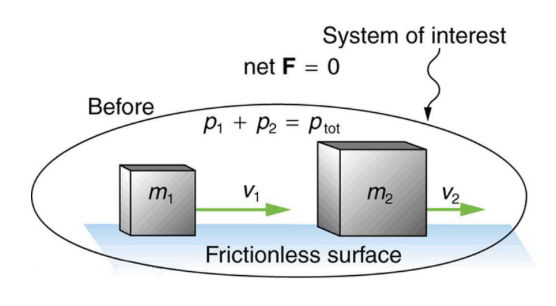 System of interest
net F = 0
Before
p₁ + p₂ = pₜₒₜ
m₁
v₁
m₂
v₂
Frictionless surface